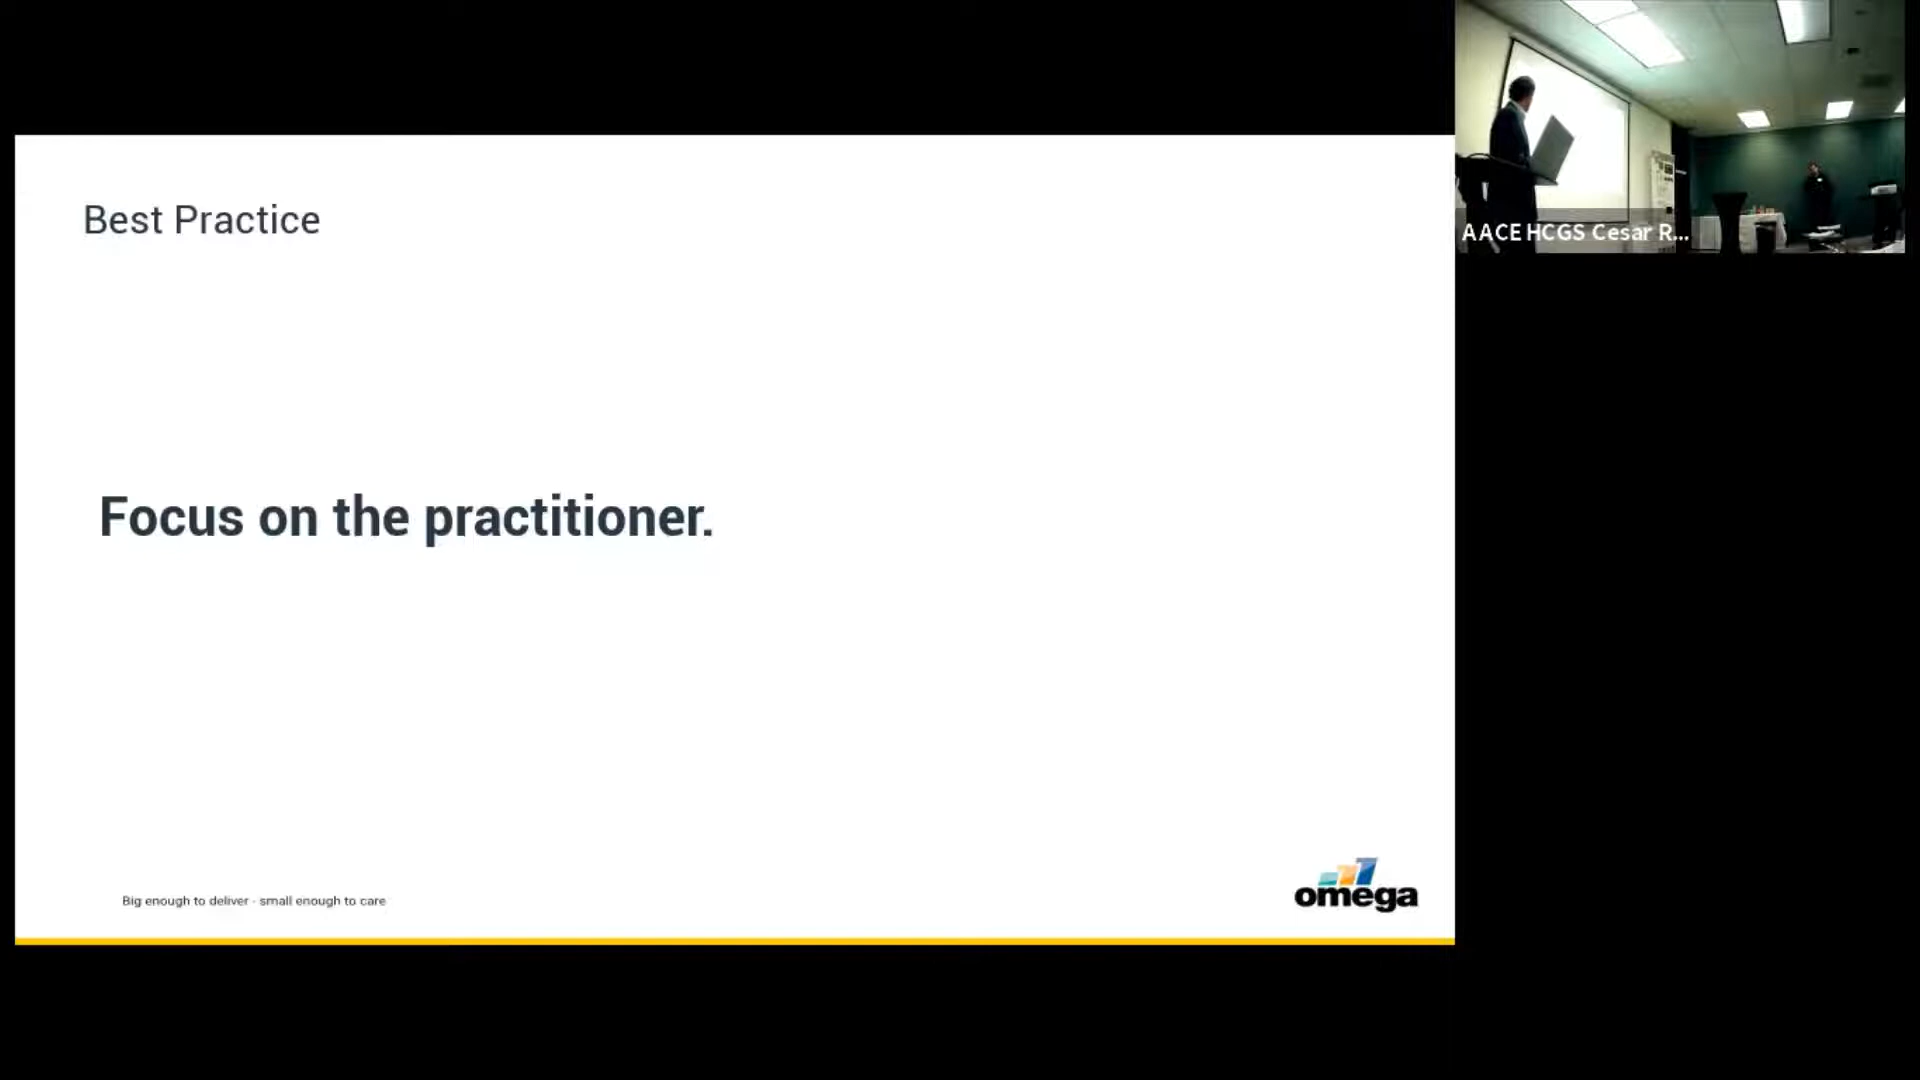 Best Practice
AACE HCGS Cesar R...
Focus on the practitioner.
Big enough to deliver - small enough to care
omega